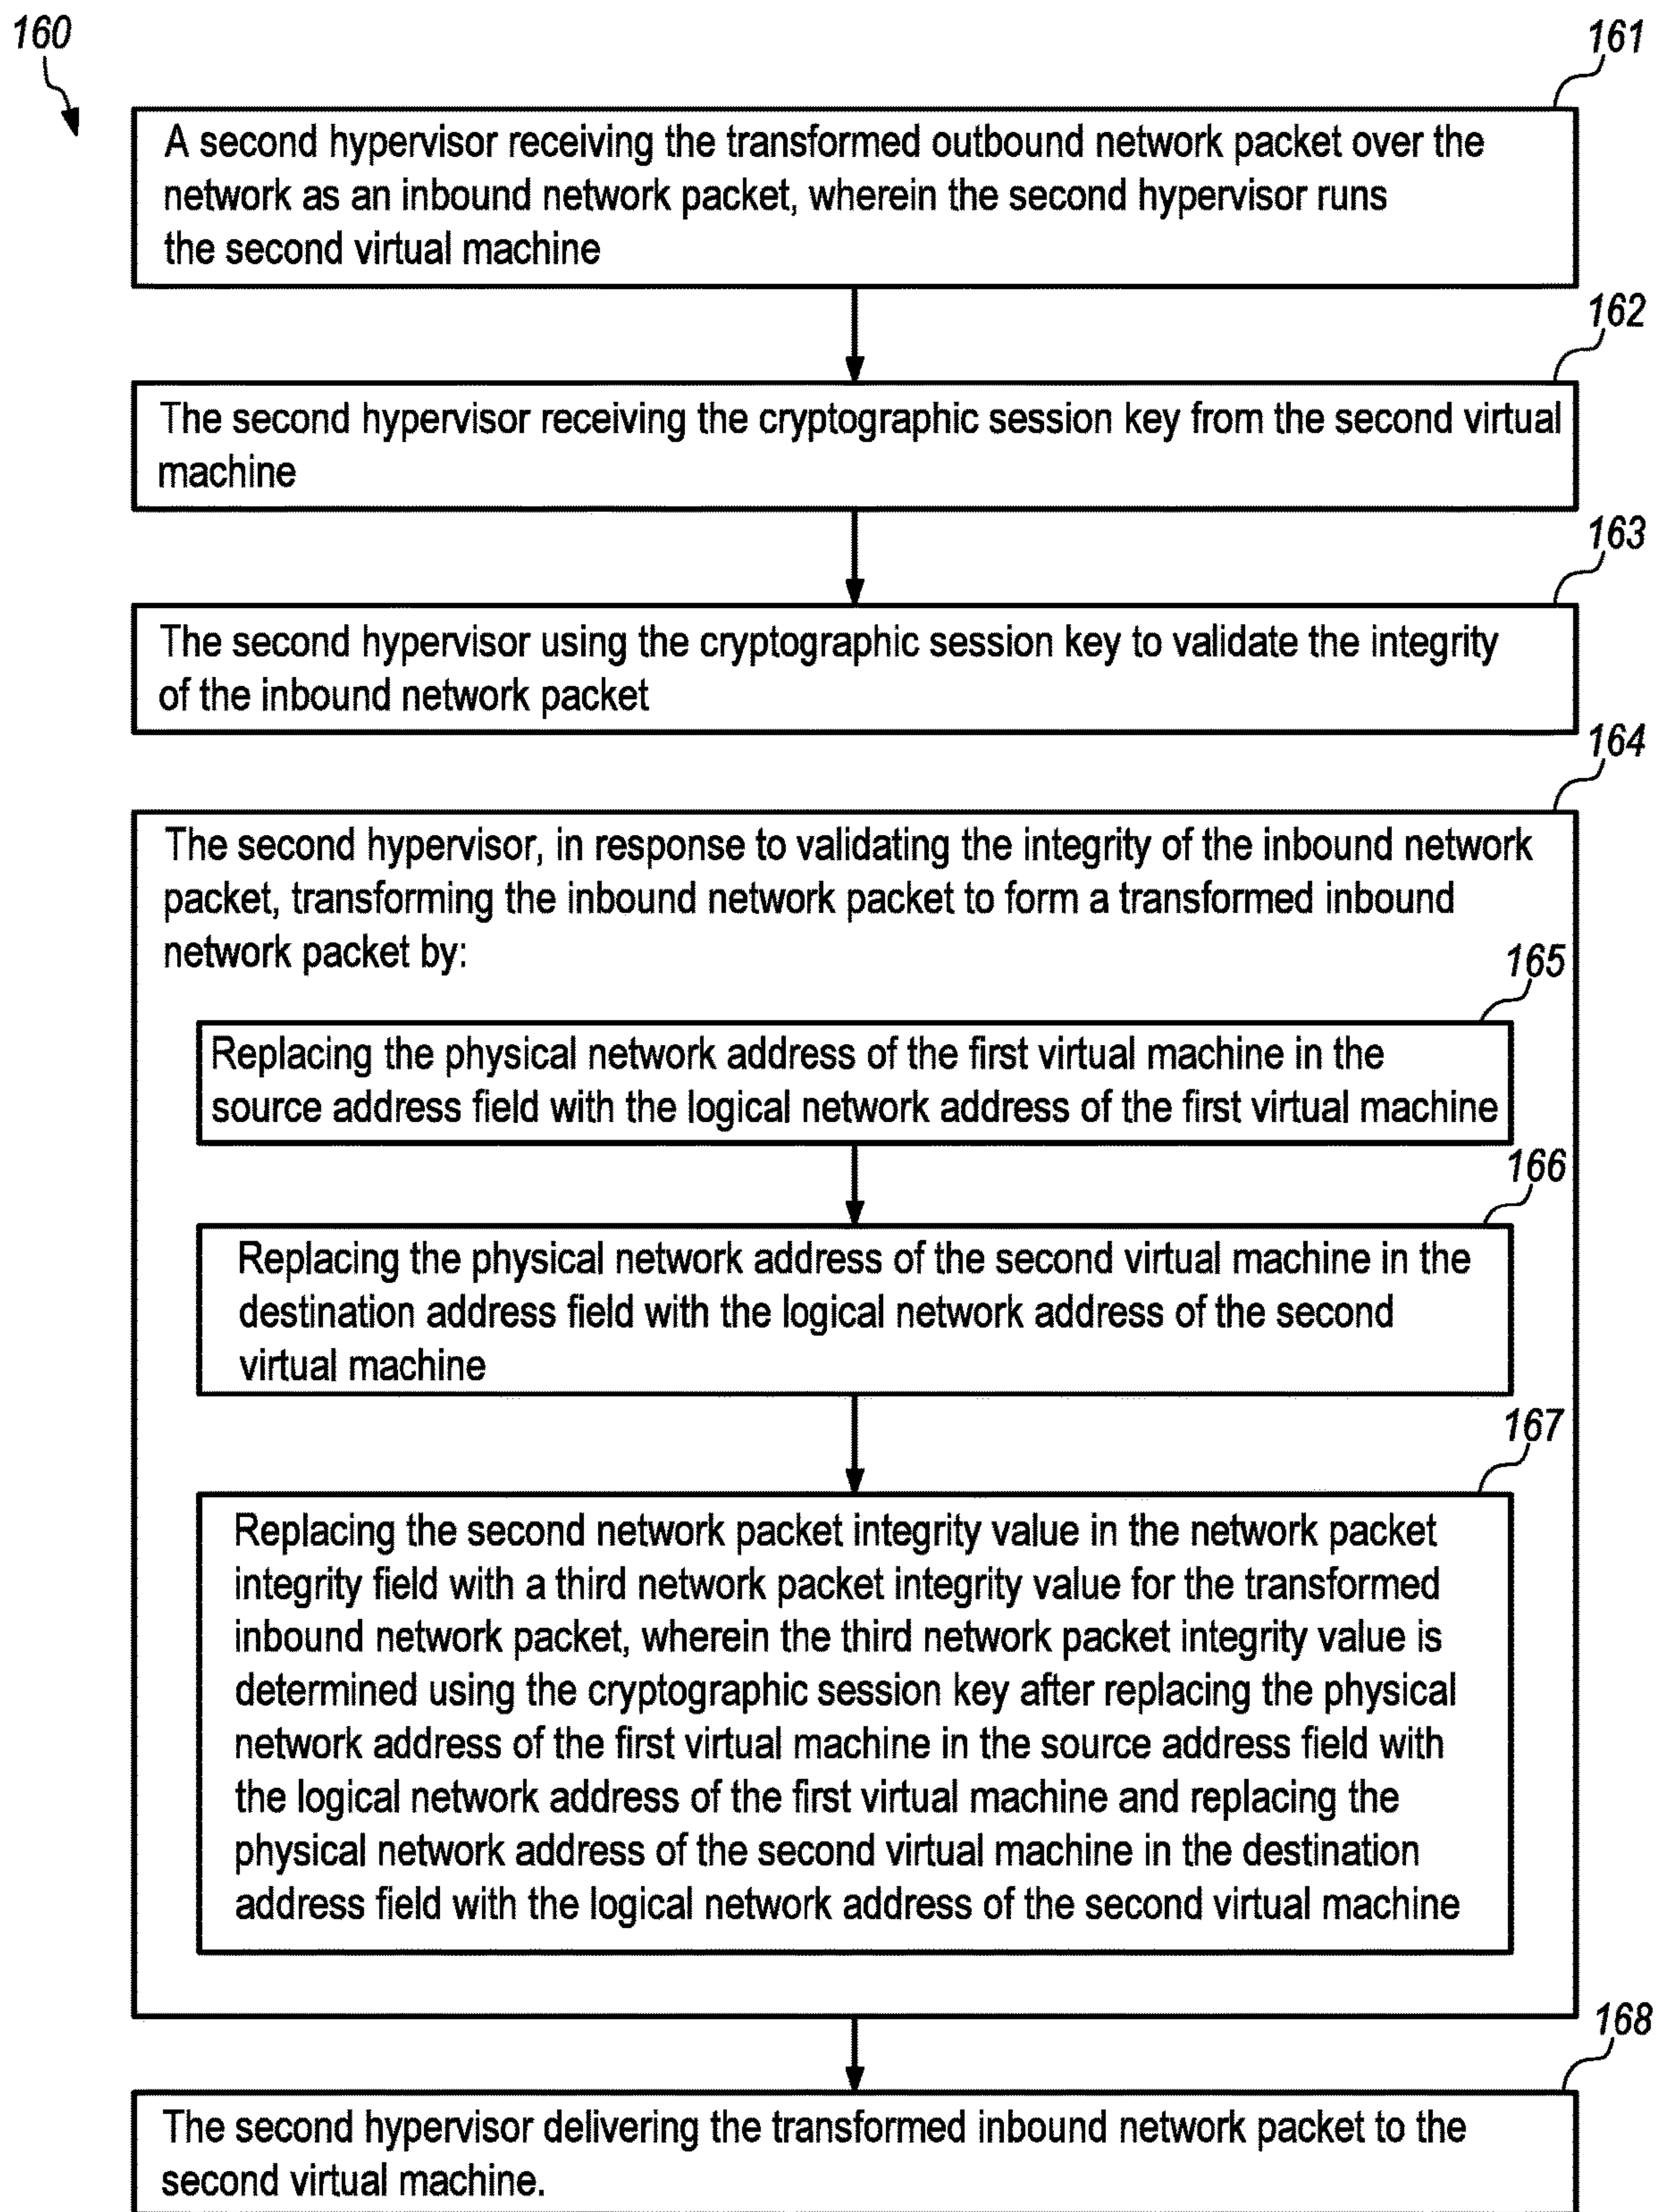 160
161
A second hypervisor receiving the transformed outbound network packet over the
network as an inbound network packet, wherein the second hypervisor runs
the second virtual machine
162
The second hypervisor receiving the cryptographic session key from the second virtual
machine
163
The second hypervisor using the cryptographic session key to validate the integrity
of the inbound network packet
164
The second hypervisor, in response to validating the integrity of the inbound network
packet, transforming the inbound network packet to form a transformed inbound
network packet by:
165
Replacing the physical network address of the first virtual machine in the
source address field with the logical network address of the first virtual machine
166
Replacing the physical network address of the second virtual machine in the
destination address field with the logical network address of the second
virtual machine
167
Replacing the second network packet integrity value in the network packet
integrity field with a third network packet integrity value for the transformed
inbound network packet, wherein the third network packet integrity value is
determined using the cryptographic session key after replacing the physical
network address of the first virtual machine in the source address field with
the logical network address of the first virtual machine and replacing the
physical network address of the second virtual machine in the destination
address field with the logical network address of the second virtual machine
168
The second hypervisor delivering the transformed inbound network packet to the
second virtual machine.